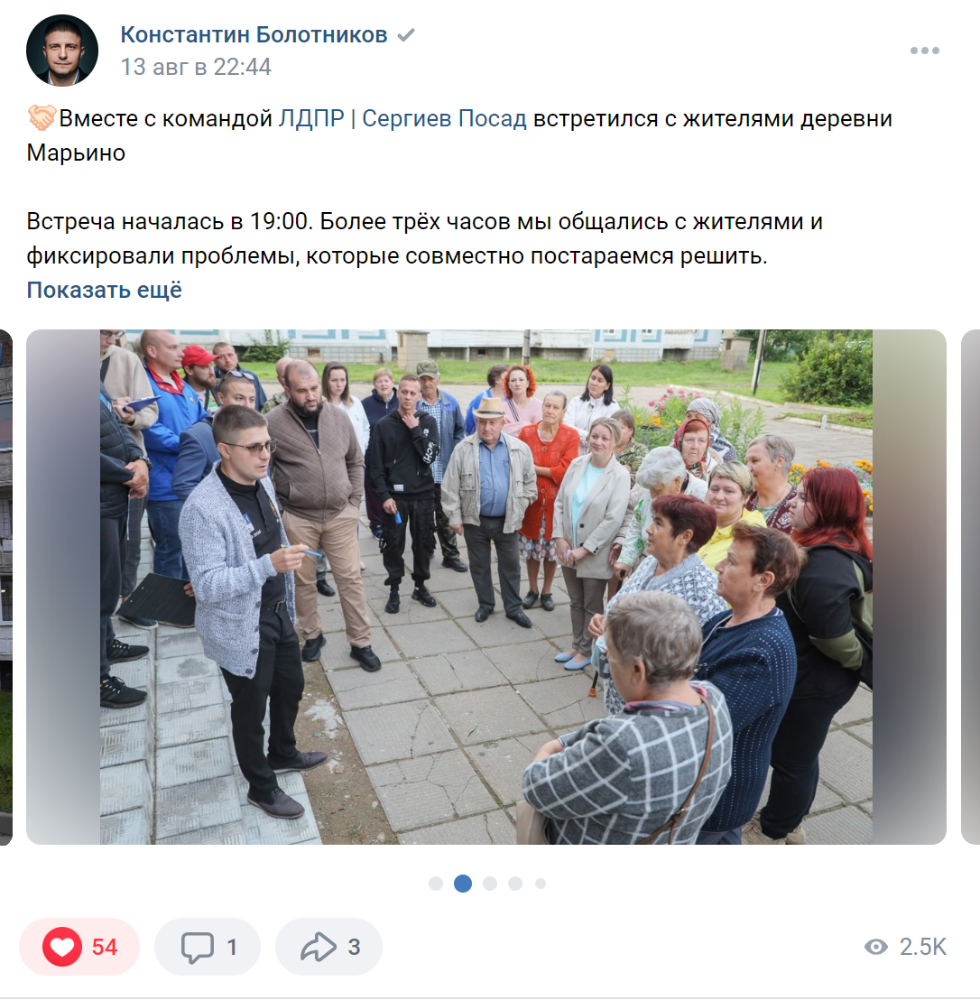 Константин Болотников
13 авг в 22:44
Вместе с командой ЛДПР | Сергиев Посад встретился с жителями деревни
Марьино
Встреча началась в 19:00. Более трёх часов мы общались с жителями и
фиксировали проблемы, которые совместно постараемся решить.
Показать ещё
54
1
3
2.5K